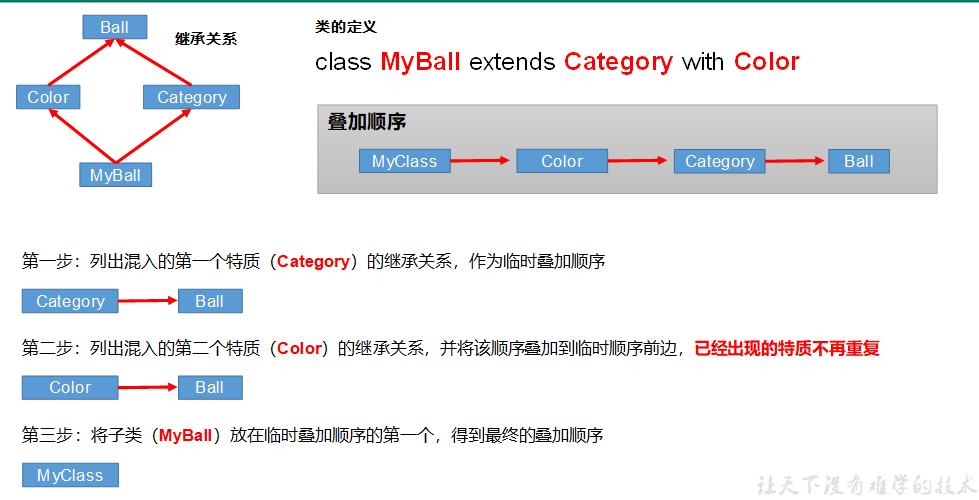 Ball
继承关系
Color
Category
MyBall
类的定义
class MyBall extends Category with Color
叠加顺序
MyClass
Color
Category
Ball
第一步：列出混入的第一个特质（Category）的继承关系，作为临时叠加顺序
Category
Ball
第二步：列出混入的第二个特质（Color）的继承关系，并将该顺序叠加到临时顺序前边，已经出现的特质不再重复
Color
Ball
第三步：将子类（MyBall）放在临时叠加顺序的第一个，得到最终的叠加顺序
MyClass
让天下没有难学的技术